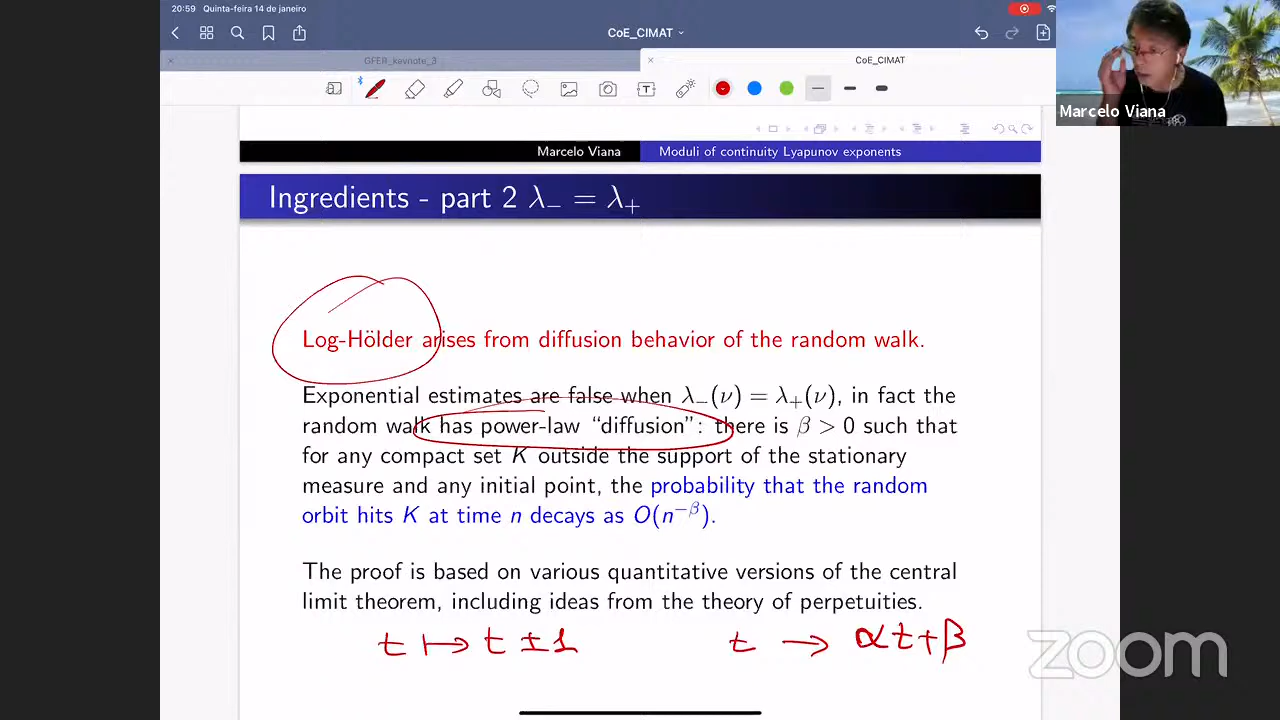 20:59 Quinta-feira 14 de janeiro
CoE_CIMAT
GFER_keynote_3
CoE_CIMAT
Marcelo Viana
Marcelo Viana Moduli of continuity Lyapunov exponents
Ingredients - part 2 λ₋ = λ₊
Log-Hölder arises from diffusion behavior of the random walk.
Exponential estimates are false when λ₋(ν) = λ₊(ν), in fact the
random walk has power-law “diffusion”: there is β > 0 such that
for any compact set K outside the support of the stationary
measure and any initial point, the probability that the random
orbit hits K at time n decays as O(n^{-β}).
The proof is based on various quantitative versions of the central
limit theorem, including ideas from the theory of perpetuities.
t ↦ t ± 1 t → αt + β
zoom